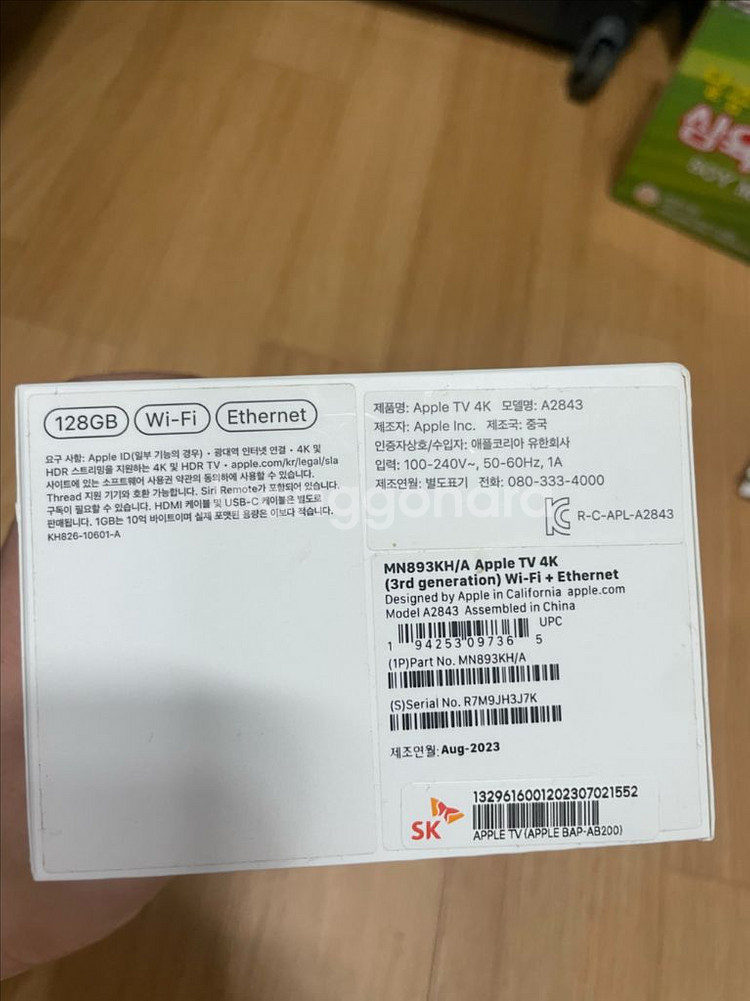 128GB Wi-Fi Ethernet
요구 사항: Apple ID(일부 기능의 경우) • 광대역 인터넷 연결 • 4K 및
HDR 스트리밍을 지원하는 4K 및 HDR TV • apple.com/kr/legal/sla
사이트에 있는 소프트웨어 사용권 약관의 동의하에 사용할 수 있습니다.
Thread 지원 기기와 호환 가능합니다. Siri Remote가 포함되어 있습니다.
구독이 필요할 수 있습니다. HDMI 케이블 및 USB-C 케이블은 별도로
판매됩니다. 1GB는 10억 바이트이며 실제 포맷된 용량은 이보다 적습니다.
KH826-10601-A
제품명: Apple TV 4K 모델명: A2843
제조자: Apple Inc. 제조국: 중국
인증자상호/수입자: 애플코리아 유한회사
입력: 100-240V~, 50-60Hz, 1A
제조연월: 별도표기 전화: 080-333-4000
R-C-APL-A2843
MN893KH/A Apple TV 4K
(3rd generation) Wi-Fi + Ethernet
Designed by Apple in California apple.com
Model A2843 Assembled in China
UPC
1 94253 09736 5
(1P)Part No. MN893KH/A
(S)Serial No. R7M9JH3J7K
제조연월: Aug-2023
SK
1329616001202307021552
APPLE TV (APPLE BAP-AB200)